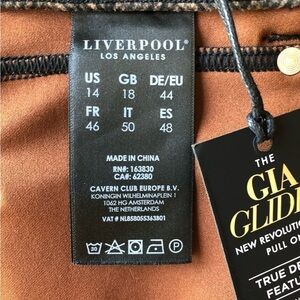 LIVERPOOL®
LOS ANGELES
US GB DE/EU
14 18 44
FR IT ES
46 50 48
MADE IN CHINA
RN#: 163830
CA#: 62380
CAVERN CLUB EUROPE B.V.
KONINGIN WILHELMINAPLEIN 1
1062 HG AMSTERDAM
THE NETHERLANDS
VAT # NL858055363B01
30
P
THE
GIA
GLIDE
NEW REVOLUTIO
PULL O
TRUE DE
FEATU